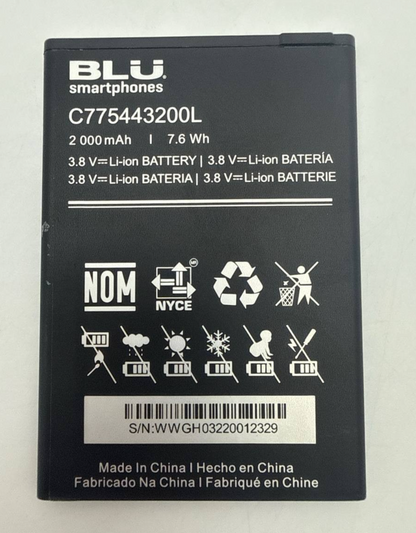 BLU
smartphones
C775443200L
2 000mAh I 7.6 Wh
3.8 V⎓Li-ion BATTERY | 3.8 V⎓Li-ion BATERÍA
3.8 V⎓Li-ion BATERIA | 3.8 V⎓Li-ion BATTERIE
NOM
NYCE
S/N:WWGH03220012329
Made In China I Hecho en China
Fabricado Na China I Fabriqué en Chine